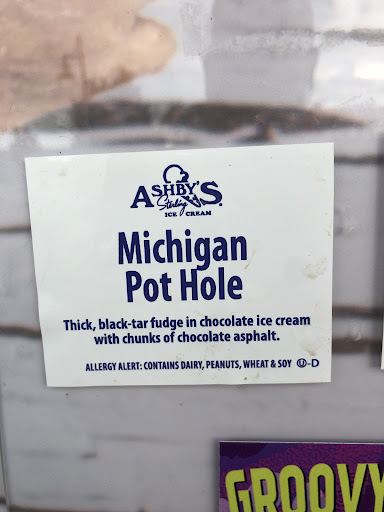 ASHBY'S
Sterling
ICE CREAM
Michigan
Pot Hole
Thick, black-tar fudge in chocolate ice cream
with chunks of chocolate asphalt.
ALLERGY ALERT: CONTAINS DAIRY, PEANUTS, WHEAT & SOY Ⓤ-D
GROOVY